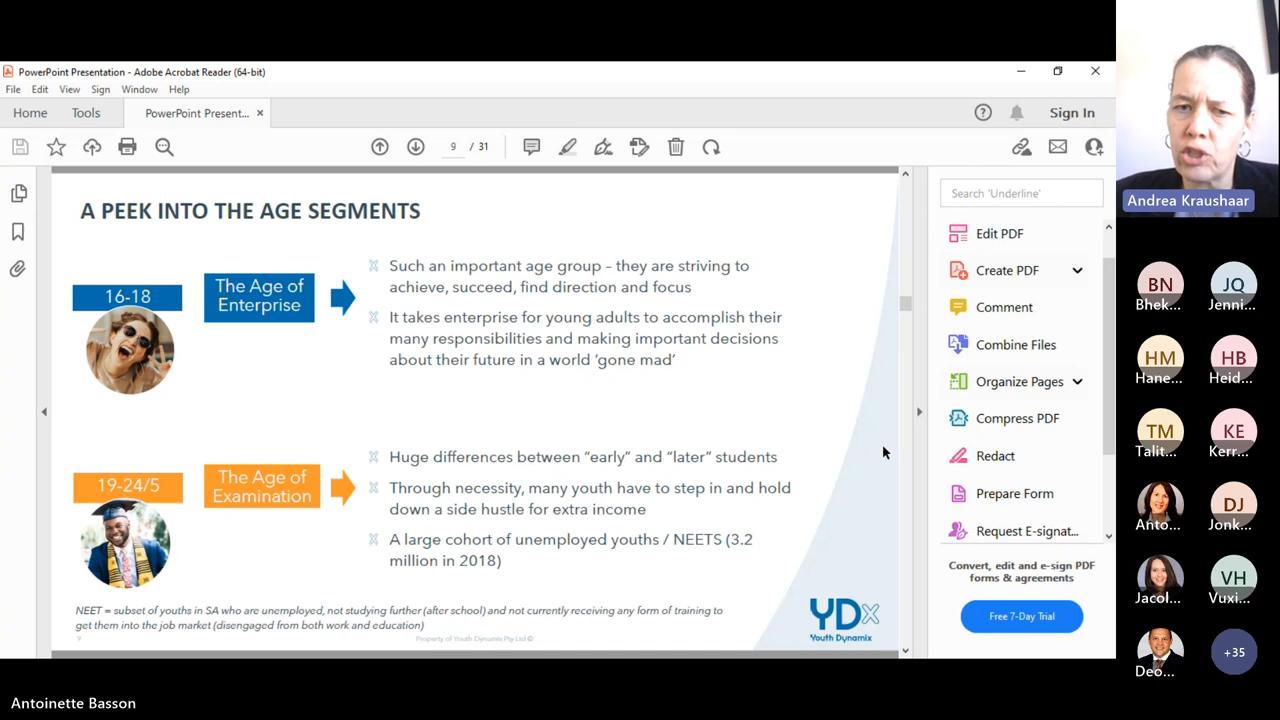 PowerPoint Presentation - Adobe Acrobat Reader (64-bit)
File Edit View Sign Window Help
Home Tools PowerPoint Present... × Sign In
9 / 31
A PEEK INTO THE AGE SEGMENTS
16-18
The Age of
Enterprise
Such an important age group – they are striving to
achieve, succeed, find direction and focus
It takes enterprise for young adults to accomplish their
many responsibilities and making important decisions
about their future in a world ‘gone mad’
19-24/5
The Age of
Examination
Huge differences between “early” and “later” students
Through necessity, many youth have to step in and hold
down a side hustle for extra income
A large cohort of unemployed youths / NEETS (3.2
million in 2018)
NEET = subset of youths in SA who are unemployed, not studying further (after school) and not currently receiving any form of training to
get them into the job market (disengaged from both work and education)
7
Property of Youth Dynamix Pty Ltd ©
YDx
Youth Dynamix
Search 'Underline'
Edit PDF
Create PDF
Comment
Combine Files
Organize Pages
Compress PDF
Redact
Prepare Form
Request E-signat...
Convert, edit and e-sign PDF
forms & agreements
Free 7-Day Trial
Andrea Kraushaar
BN JQ
Bhek... Jenni...
HM HB
Hane... Heid...
TM KE
Talit... Kerr...
DJ
Anto... Jonk...
VH
Jacol... Vuxi...
+35
Deo...
Antoinette Basson